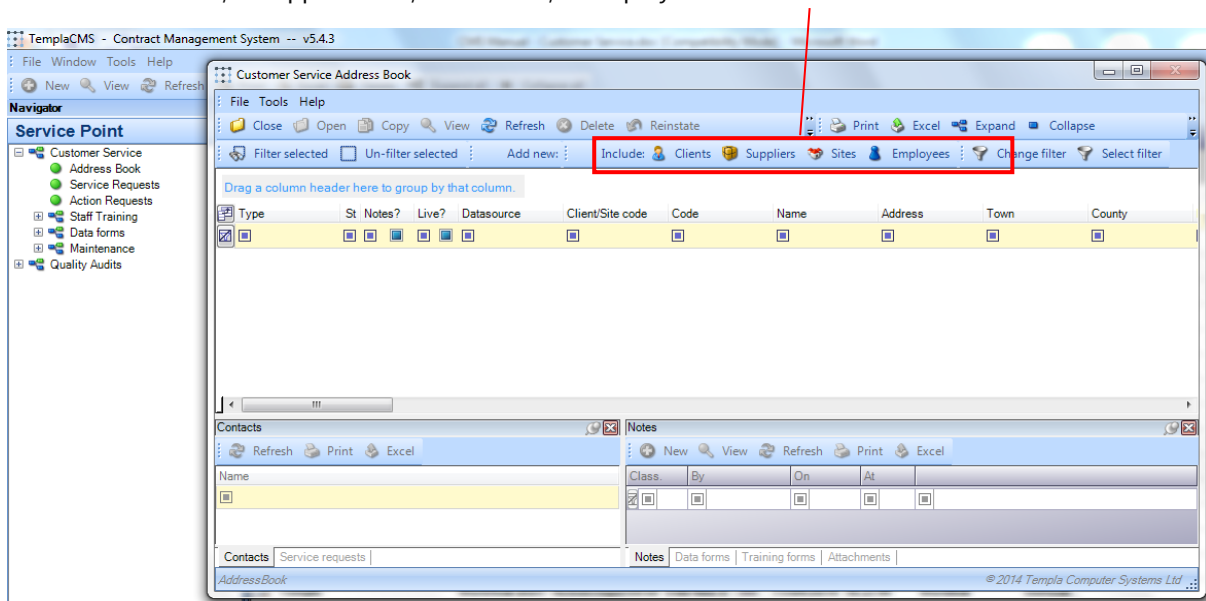 TemplaCMS - Contract Management System -- v5.4.3
File Window Tools Help
New View Refresh
Navigator
Service Point
Customer Service
Address Book
Service Requests
Action Requests
Staff Training
Data forms
Maintenance
Quality Audits
Customer Service Address Book
File Tools Help
Close Open Copy View Refresh Delete Reinstate Print Excel Expand Collapse
Filter selected Un-filter selected Add new: Include: Clients Suppliers Sites Employees Change filter Select filter
Drag a column header here to group by that column.
Type St Notes? Live? Datasource Client/Site code Code Name Address Town County
Contacts
Refresh Print Excel
Name
Contacts Service requests
Notes
New View Refresh Print Excel
Class. By On At
Notes Data forms Training forms Attachments
AddressBook
©2014 Templa Computer Systems Ltd